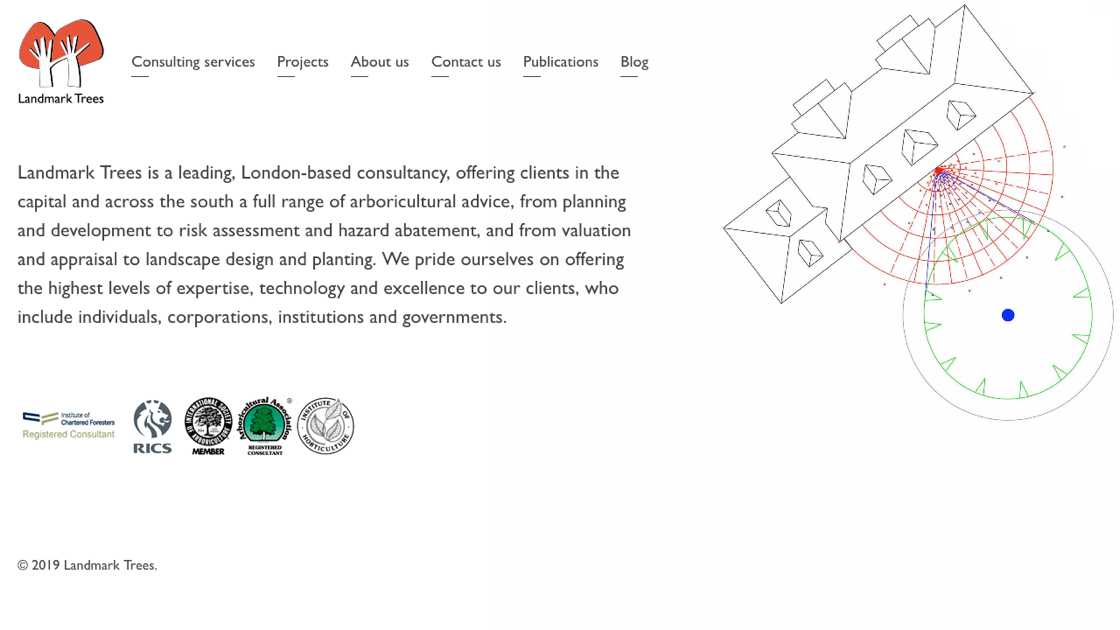 Landmark Trees
Consulting services
Projects
About us
Contact us
Publications
Blog
Landmark Trees is a leading, London-based consultancy, offering clients in the
capital and across the south a full range of arboricultural advice, from planning
and development to risk assessment and hazard abatement, and from valuation
and appraisal to landscape design and planting. We pride ourselves on offering
the highest levels of expertise, technology and excellence to our clients, who
include individuals, corporations, institutions and governments.
Institute of
Chartered Foresters
Registered Consultant
RICS
INTERNATIONAL SOCIETY
OF ARBORICULTURE
MEMBER
Arboricultural Association
®
REGISTERED
CONSULTANT
INSTITUTE OF
HORTICULTURE
© 2019 Landmark Trees.